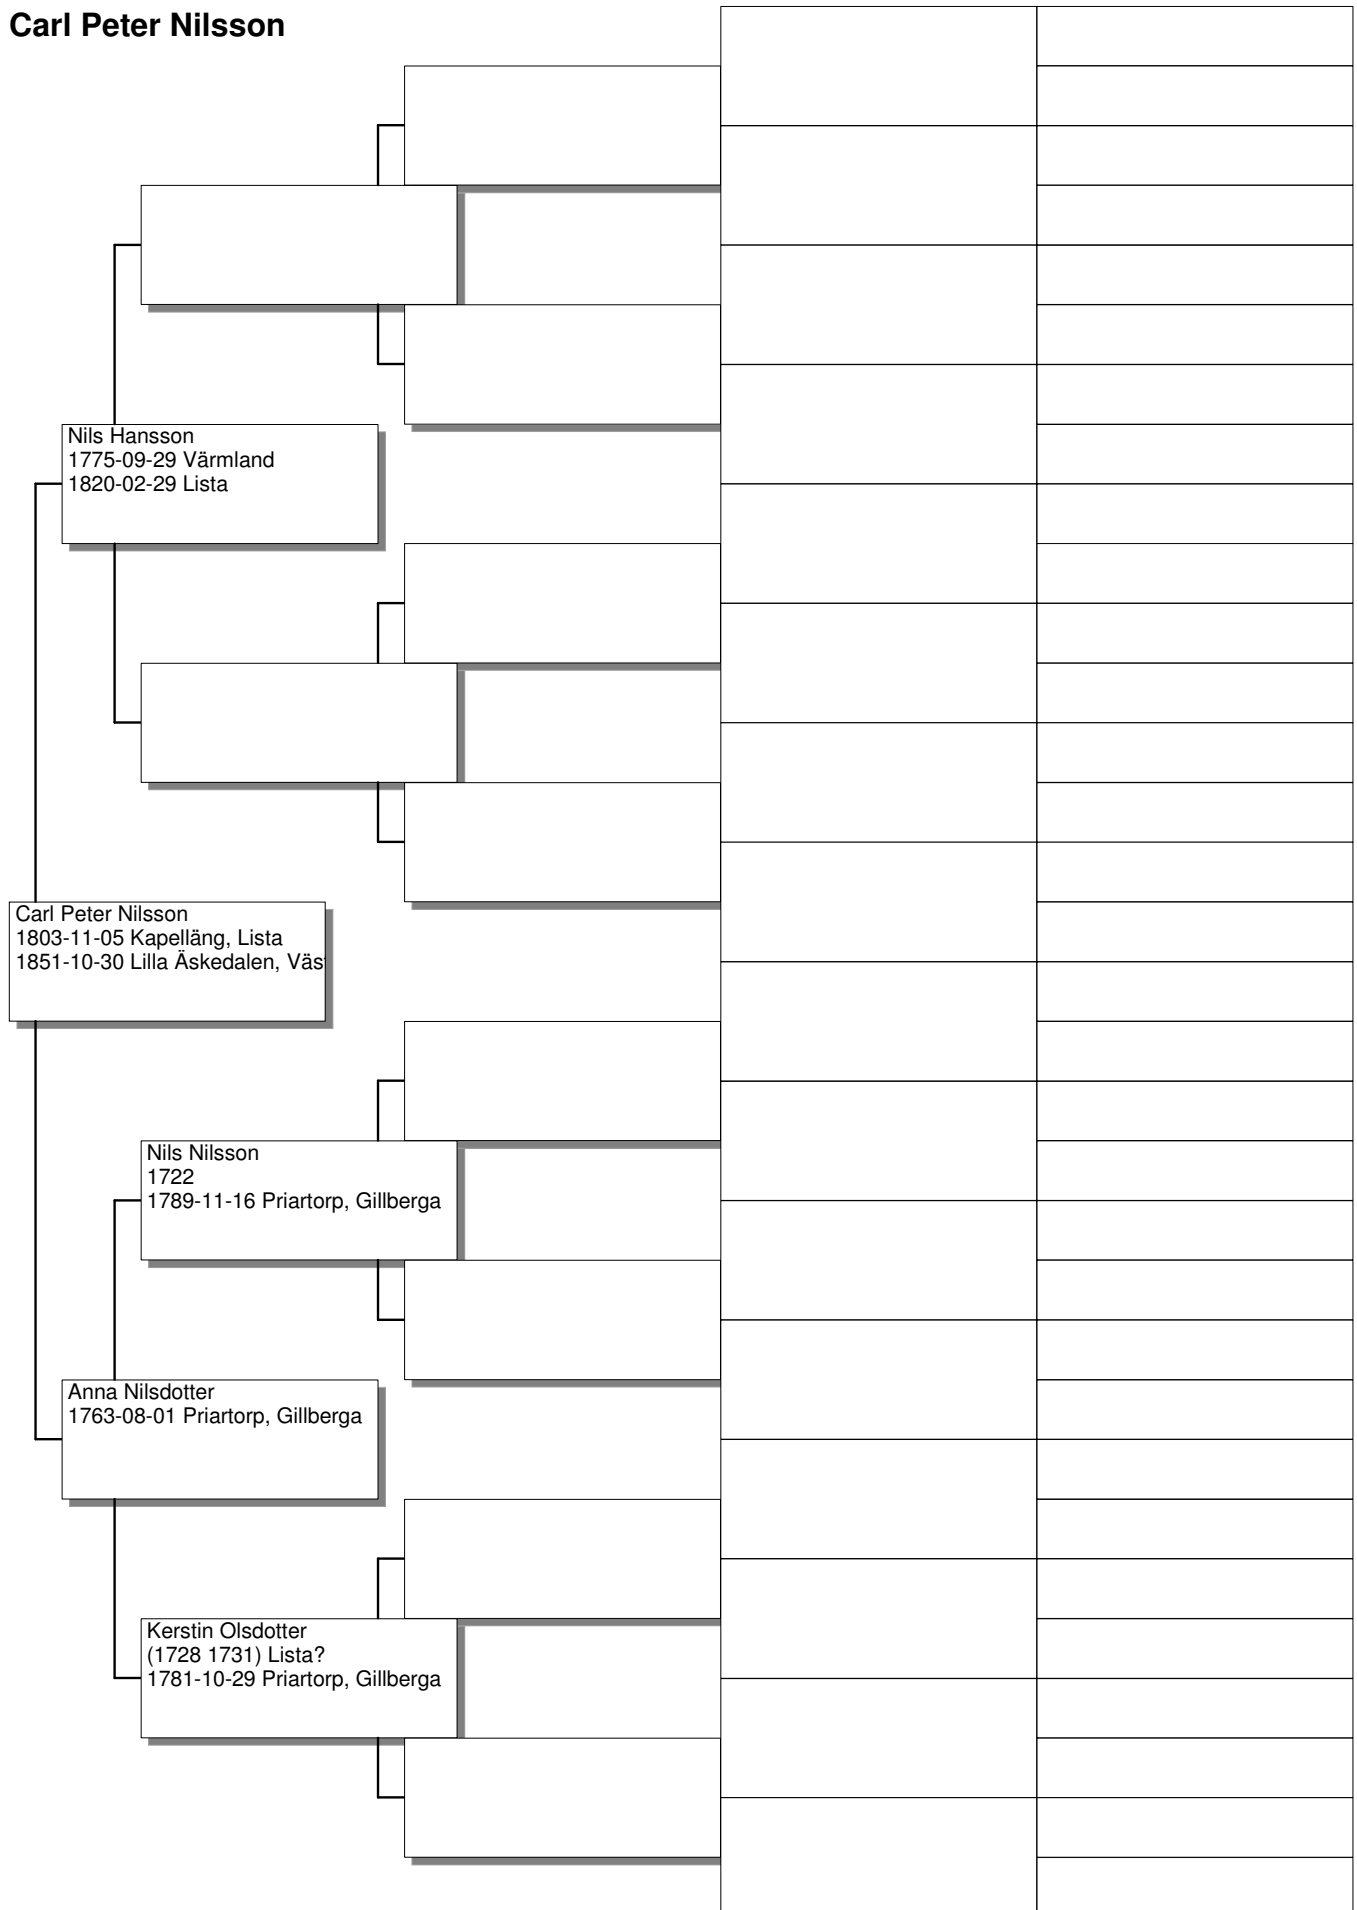 Carl Peter Nilsson
Nils Hansson
1775-09-29 Värmland
1820-02-29 Lista
Carl Peter Nilsson
1803-11-05 Kapelläng, Lista
1851-10-30 Lilla Äskedalen, Väs
Nils Nilsson
1722
1789-11-16 Priartorp, Gillberga
Anna Nilsdotter
1763-08-01 Priartorp, Gillberga
Kerstin Olsdotter
(1728 1731) Lista?
1781-10-29 Priartorp, Gillberga